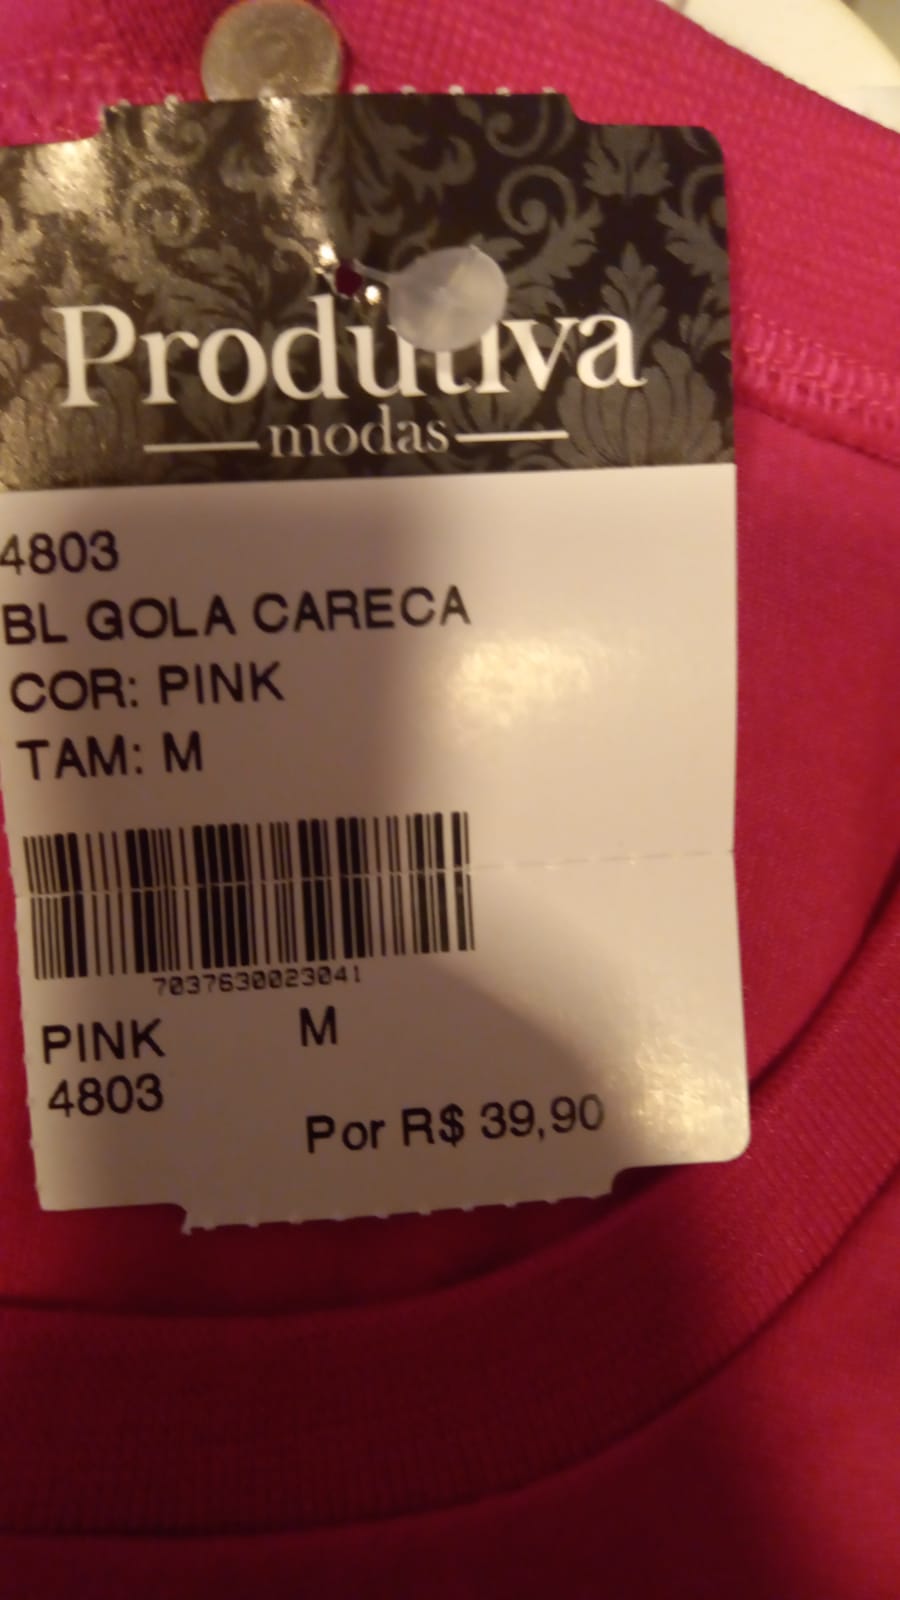 Produtiva
modas
4803
BL GOLA CARECA
COR: PINK
TAM: M
7037630023041
PINK M
4803
Por R$ 39,90